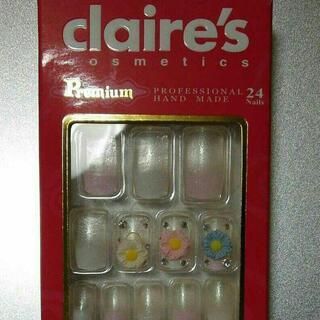 claire's
cosmetics
Premium
PROFESSIONAL
HAND MADE
24
Nails